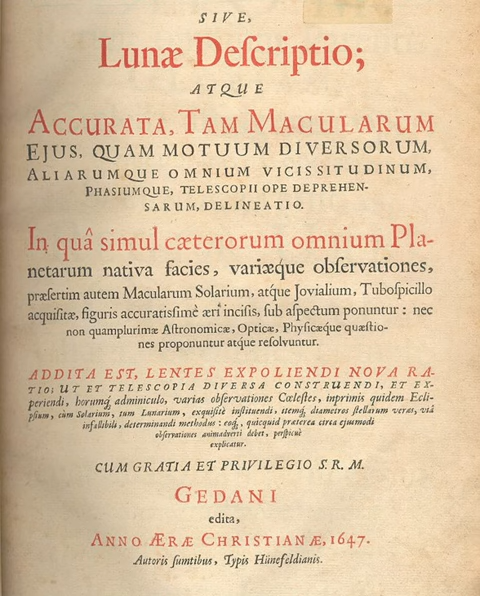 SIVE,
Lunæ Deſcriptio;
ATQUE
ACCURATA, TAM MACULARUM
EJUS, QUAM MOTUUM DIVERSORUM,
ALIARUMQUE OMNIUM VICISSITUDINUM,
PHASIUMQUE, TELESCOPII OPE DEPREHEN-
SARUM, DELINEATIO.
In quâ simul cæterorum omnium Pla-
netarum nativa facies, variæque obſervationes,
præſertim autem Macularum Solarium, atque Jovialium, Tuboſpicillo
acquiſitæ, figuris accuratiſſimè æri inciſis, ſub aſpectum ponuntur: nec
non quamplurimæ Aſtronomicæ, Opticæ, Phyſicæque quæſtio-
nes proponuntur atque reſolvuntur.
ADDITA EST, LENTES EXPOLIENDI NOVA RA-
TIO; UT ET TELESCOPIA DIVERSA CONSTRUENDI, ET EX-
periendi, horumq́; adminiculo, varias obſervationes Cœleſtes, inprimis quidem Ecli-
pſium, cùm Solarium, tum Lunarium, exquiſitè inſtituendi, itemq́; diametros ſtellarum veras, viâ
infallibili, determinandi methodus: eoq́;, quicquid præterea circa ejuſmodi
obſervationes animadverti debet, perſpicuè
explicatur.
CUM GRATIA ET PRIVILEGIO S. R. M.
GEDANI
edita,
ANNO ÆRÆ CHRISTIANÆ, 1647.
Autoris ſumtibus, Typis Hünefeldianis.